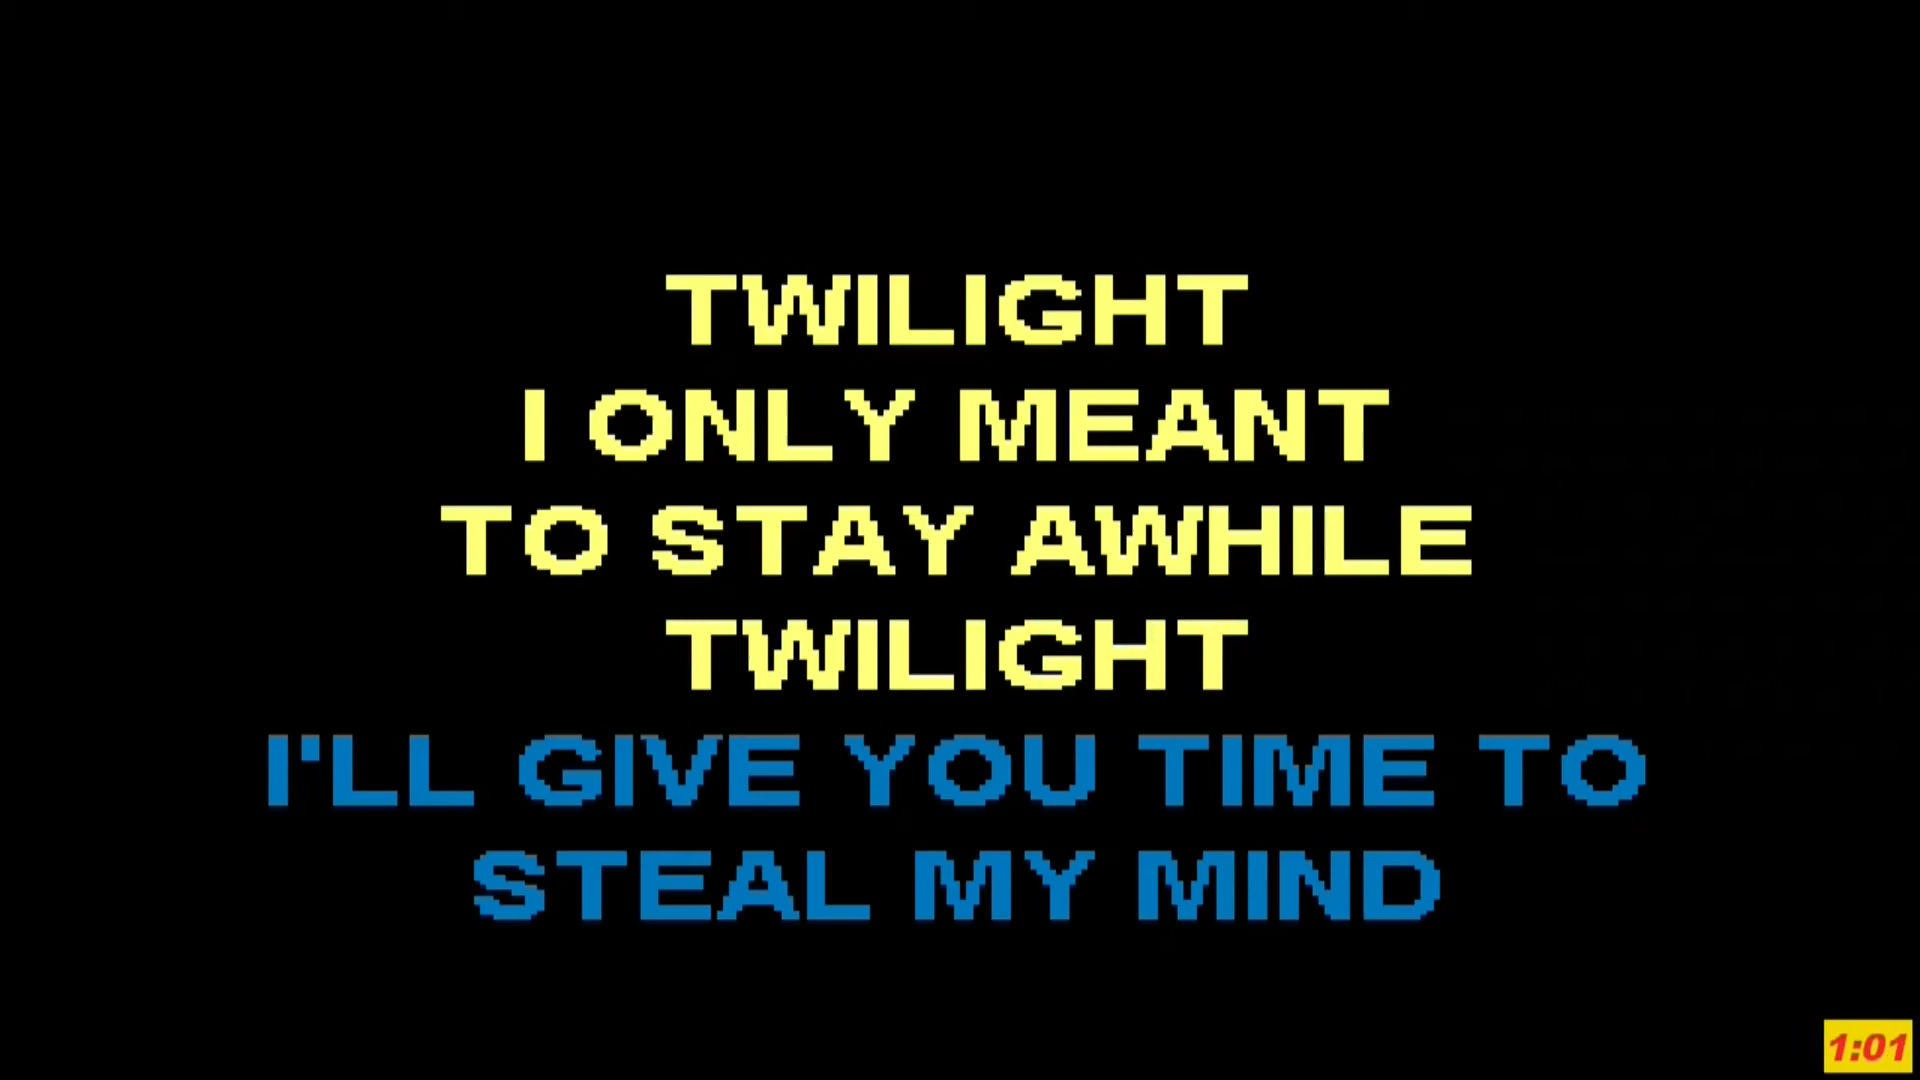 TWILIGHT
I ONLY MEANT
TO STAY AWHILE
TWILIGHT
I'LL GIVE YOU TIME TO
STEAL MY MIND
1:01